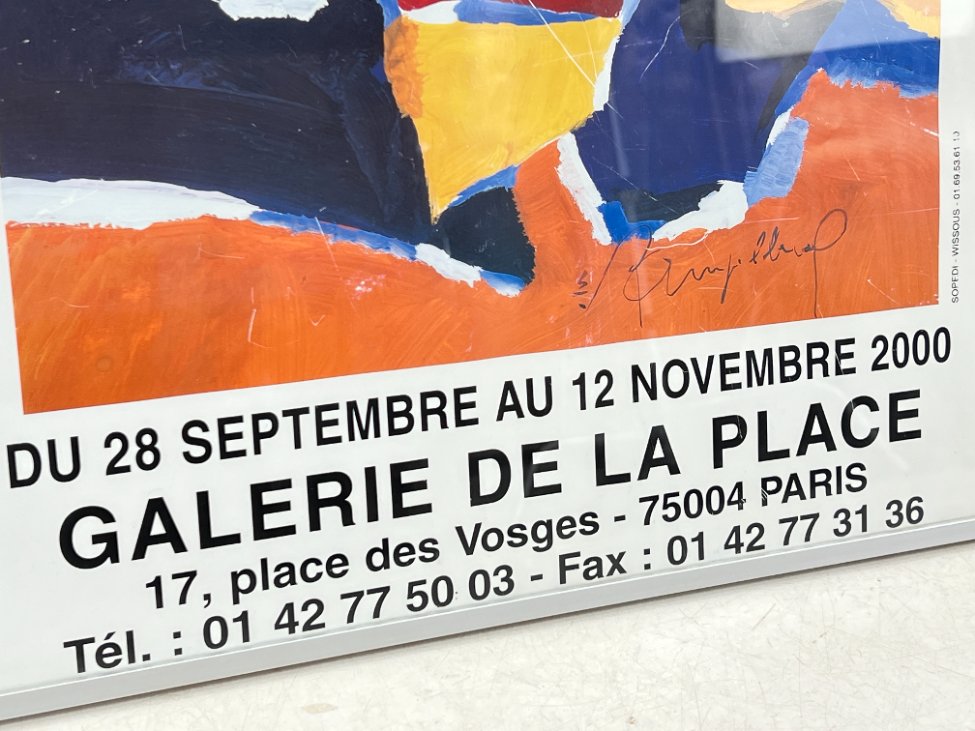 SOPEDI - WISSOUS - 01 69.53 61
DU 28 SEPTEMBRE AU 12 NOVEMBRE 2000
GALERIE DE LA PLACE
17, place des Vosges - 75004 PARIS
Tél. : 01 42 77 50 03 - Fax : 01 42 77 31 36